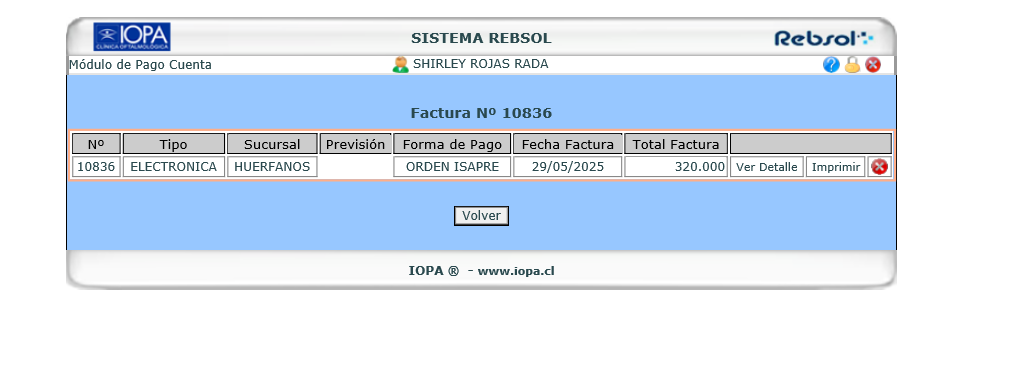 IOPA
CLINICA OFTALMOLOGICA
SISTEMA REBSOL
Rebsol
Módulo de Pago Cuenta
SHIRLEY ROJAS RADA
Factura Nº 10836
Nº Tipo Sucursal Previsión Forma de Pago Fecha Factura Total Factura
10836 ELECTRONICA HUERFANOS ORDEN ISAPRE 29/05/2025 320.000 Ver Detalle Imprimir
Volver
IOPA ® - www.iopa.cl